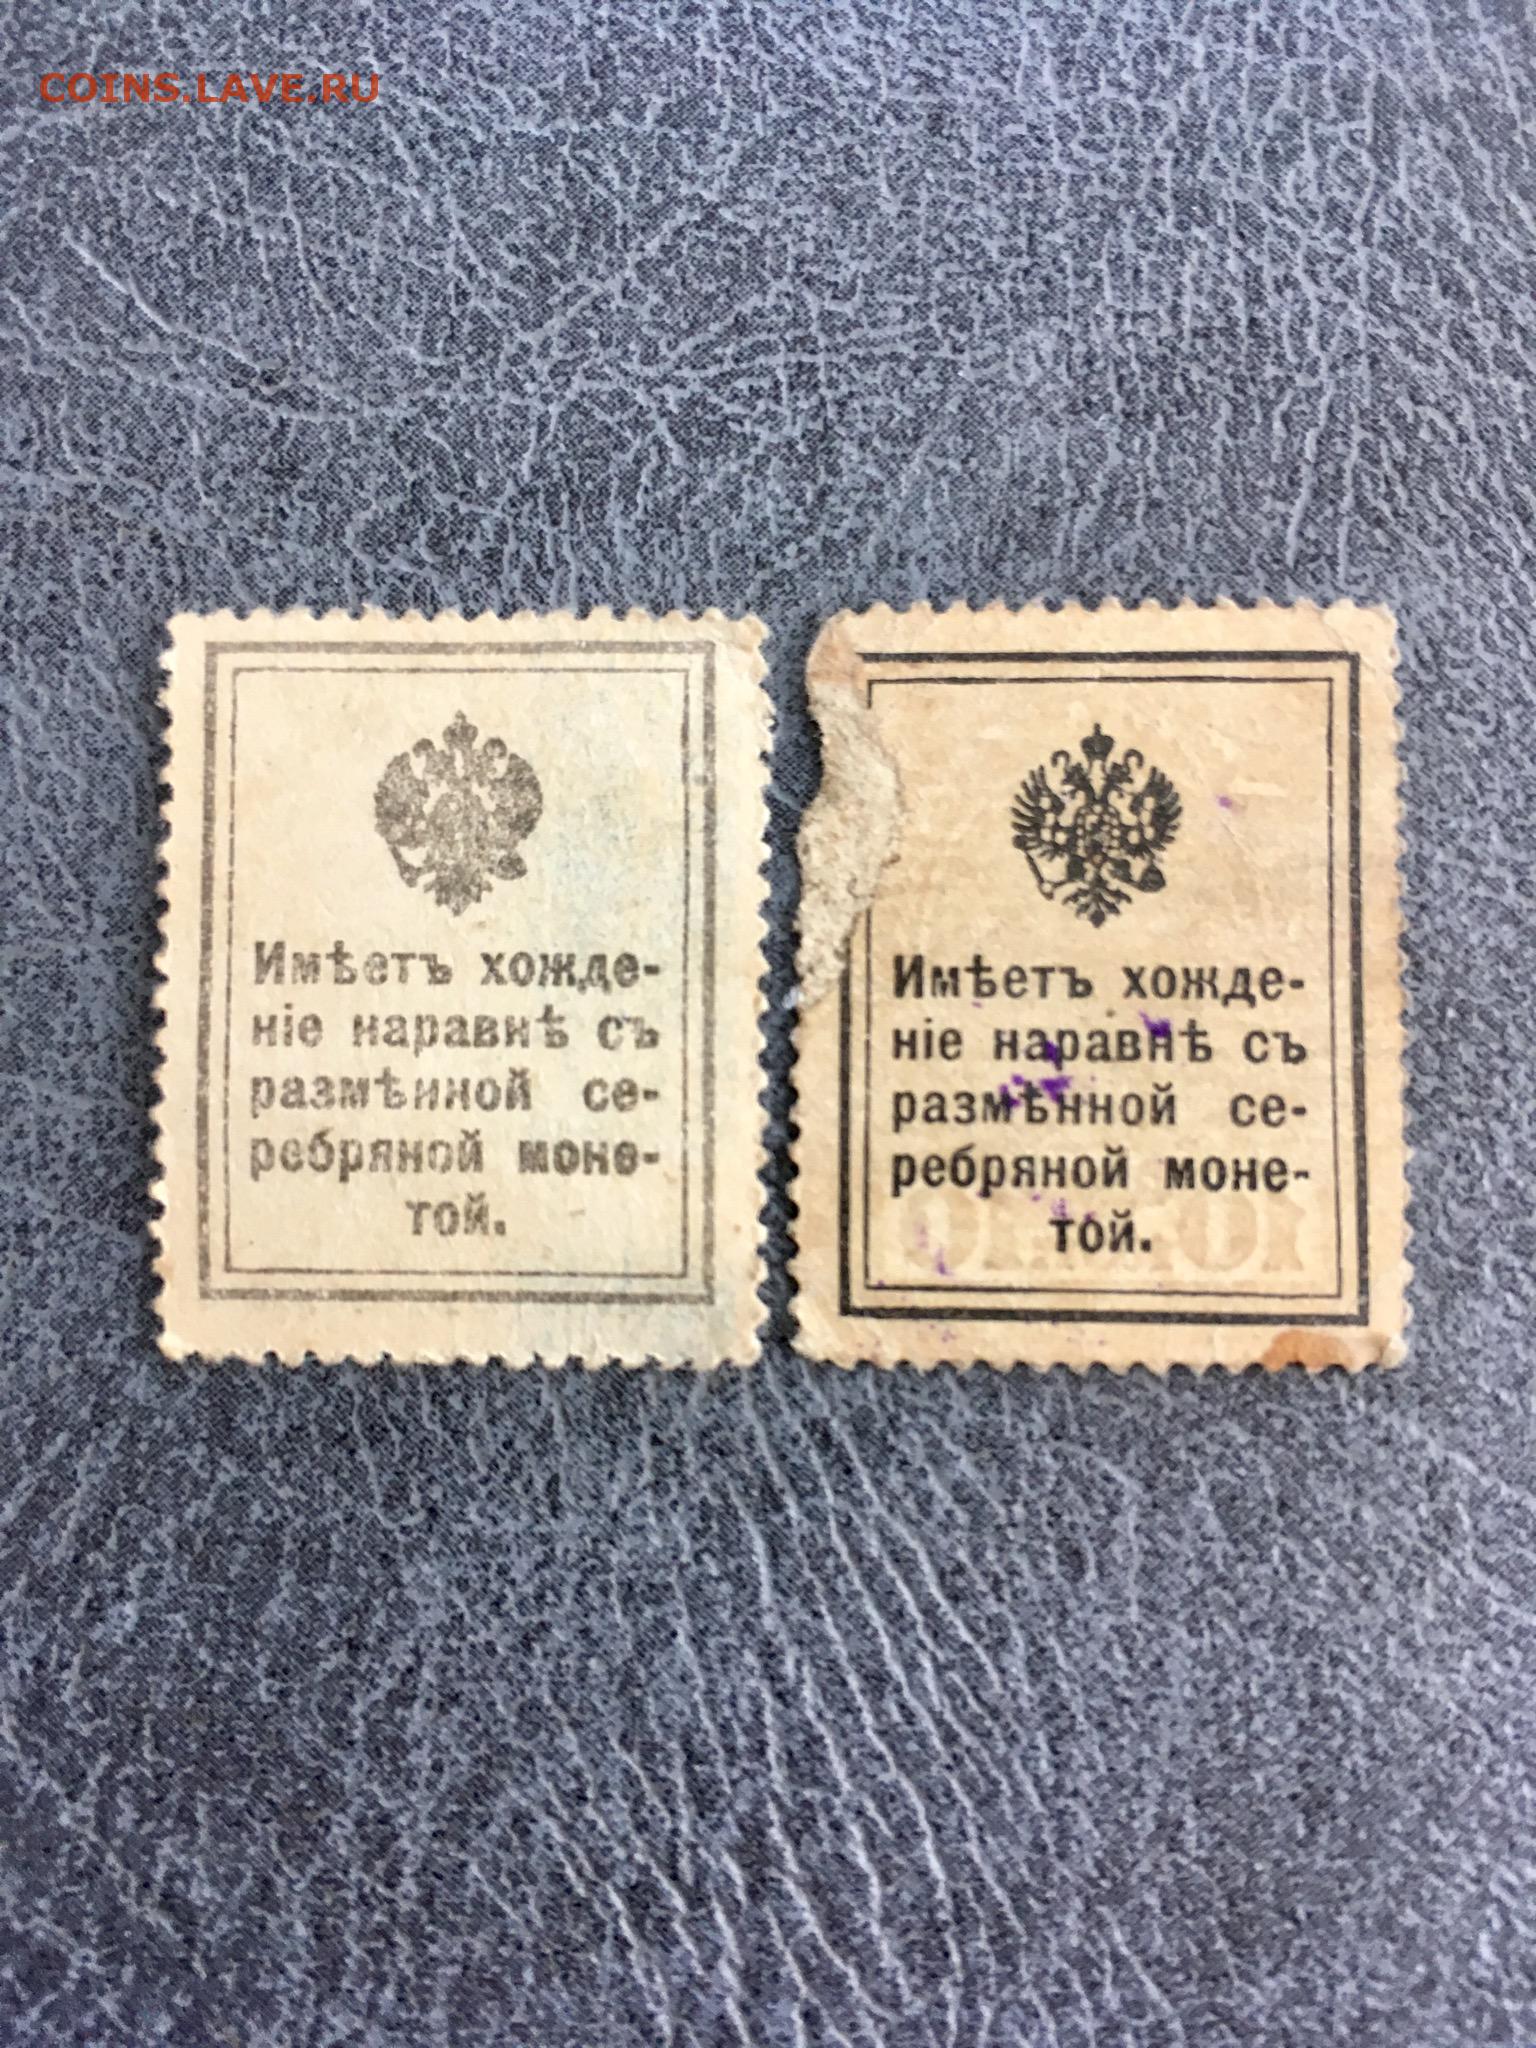 COINS.LAVE.RU
Имѣетъ хожде-
ніе наравнѣ съ
размѣнной се-
ребряной моне-
той.
Имѣетъ хожде-
ніе наравнѣ съ
размѣнной се-
ребряной моне-
той.